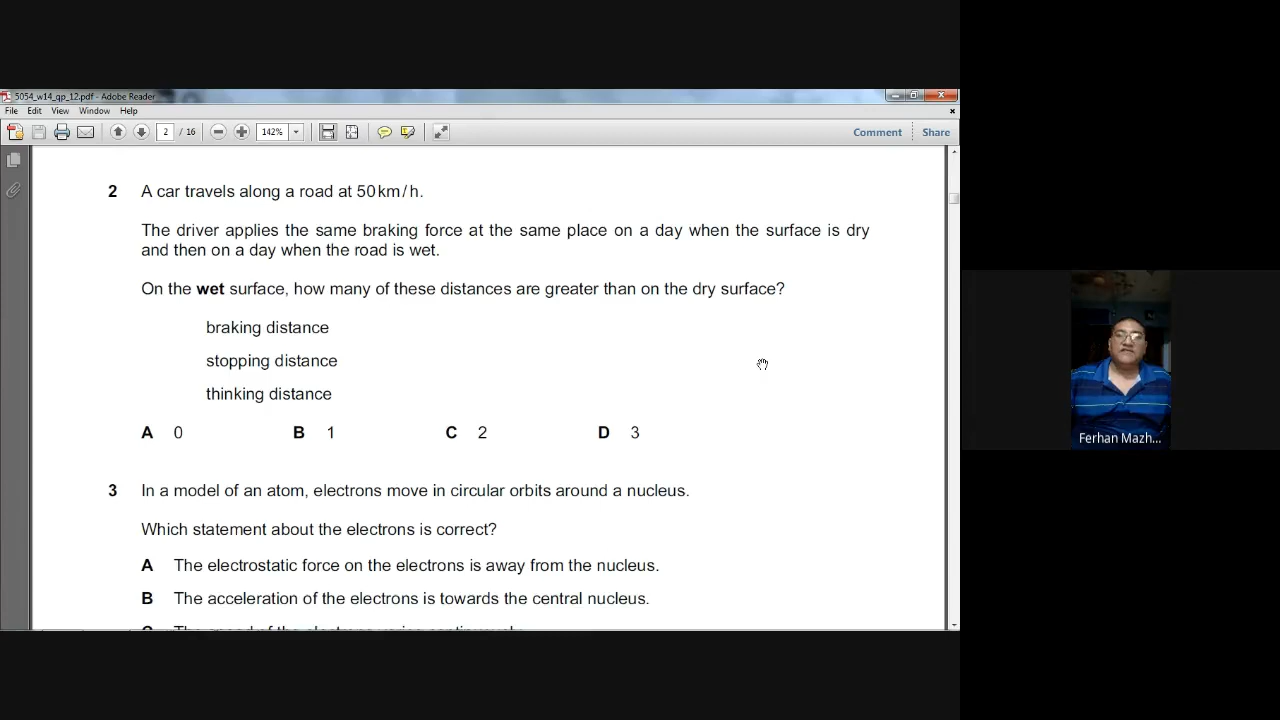 5054_w14_qp_12.pdf - Adobe Reader
File Edit View Window Help
2 / 16 142% Comment Share
2 A car travels along a road at 50 km / h.
The driver applies the same braking force at the same place on a day when the surface is dry
and then on a day when the road is wet.
On the wet surface, how many of these distances are greater than on the dry surface?
braking distance
stopping distance
thinking distance
A 0 B 1 C 2 D 3
3 In a model of an atom, electrons move in circular orbits around a nucleus.
Which statement about the electrons is correct?
A The electrostatic force on the electrons is away from the nucleus.
B The acceleration of the electrons is towards the central nucleus.
Ferhan Mazh...